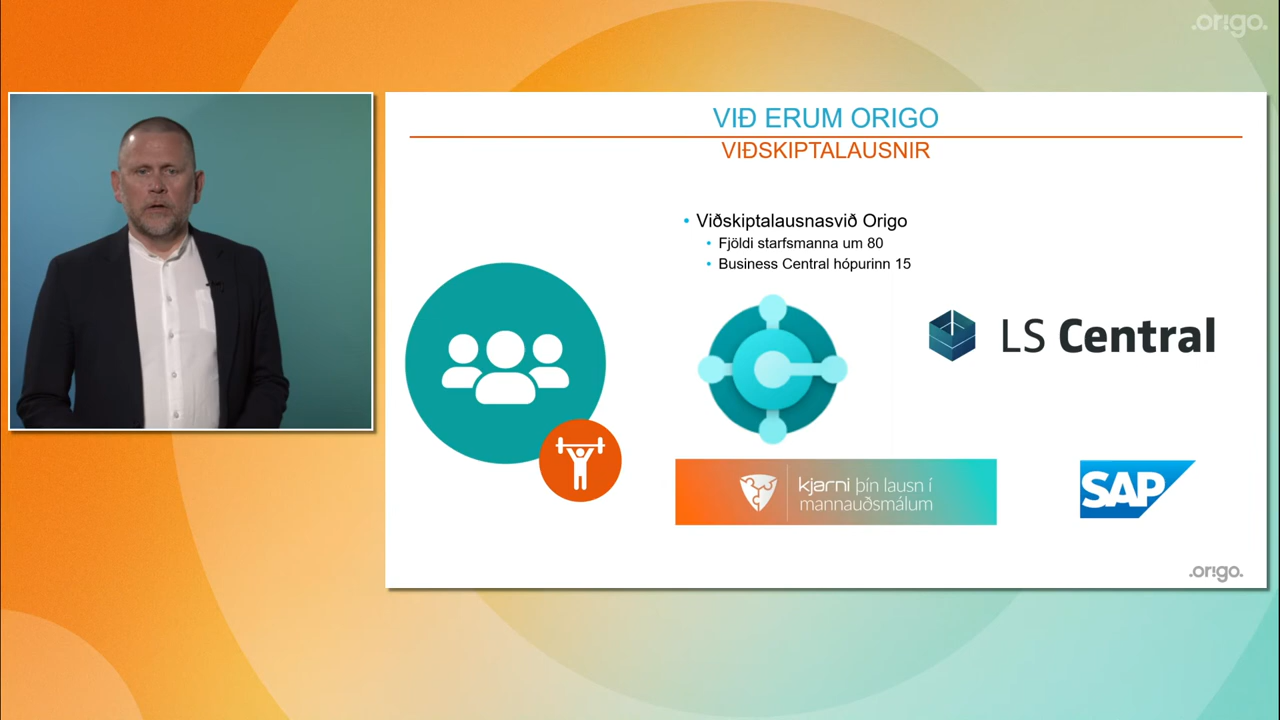 .origo.
VIÐ ERUM ORIGO
VIÐSKIPTALAUSNIR
Viðskiptalausnasvið Origo
Fjöldi starfsmanna um 80
Business Central hópurinn 15
LS Central
kjarni þín lausn í
mannauðsmálum
SAP
.origo.